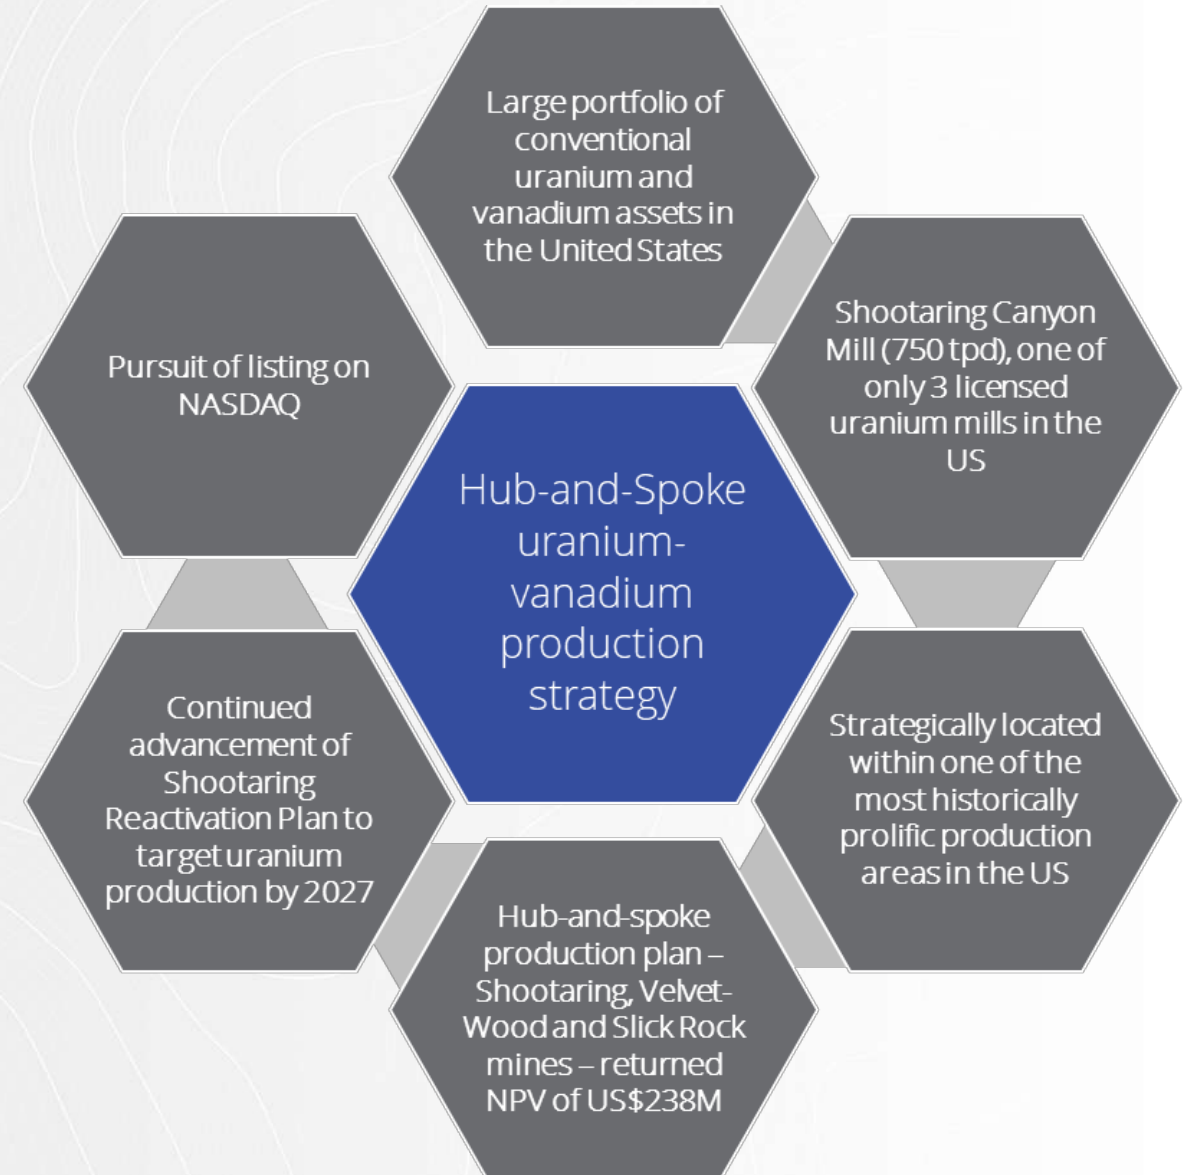 Large portfolio of
conventional
uranium and
vanadium assets in
the United States
Shootaring Canyon
Mill (750 tpd), one of
only 3 licensed
uranium mills in the
US
Strategically located
within one of the
most historically
prolific production
areas in the US
Hub-and-spoke
production plan –
Shootaring, Velvet-
Wood and Slick Rock
mines – returned
NPV of US$238M
Continued
advancement of
Shootaring
Reactivation Plan to
target uranium
production by 2027
Pursuit of listing on
NASDAQ
Hub-and-Spoke
uranium-
vanadium
production
strategy